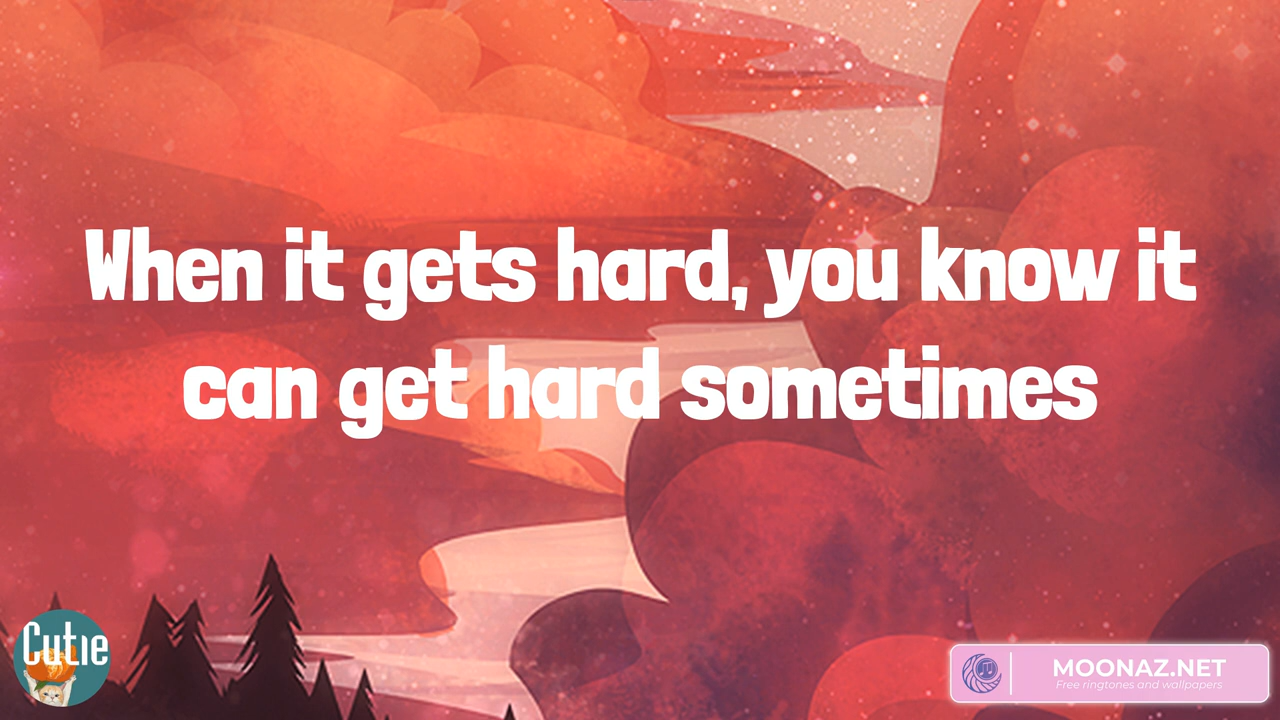 When it gets hard, you know it
can get hard sometimes
Cutie
MOONAZ.NET
Free ringtones and wallpapers